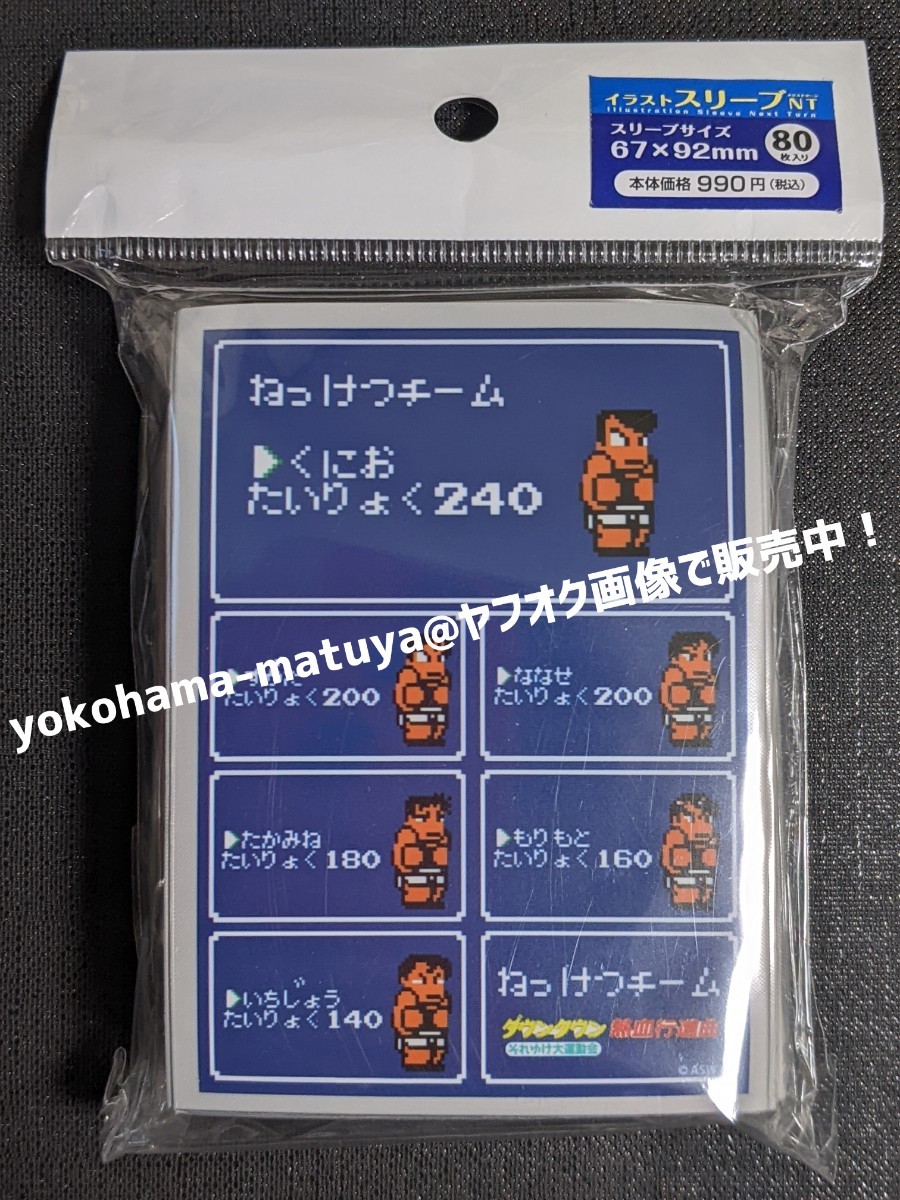 イラストスリーブNT
Illustration Sleeve Next Turn
スリーブサイズ
67×92mm
80
枚入り
本体価格 990円(税込)
ねっけつチーム
▶くにお
たいりょく240
yokohama-matuya@ヤフオク画像で販売中！
たいりょく200
▶ななせ
たいりょく200
▶たかみね
たいりょく180
▶もりもと
たいりょく160
▶いちじょう
たいりょく140
ねっけつチーム
ダウンタウン熱血行進曲
それゆけ大運動会